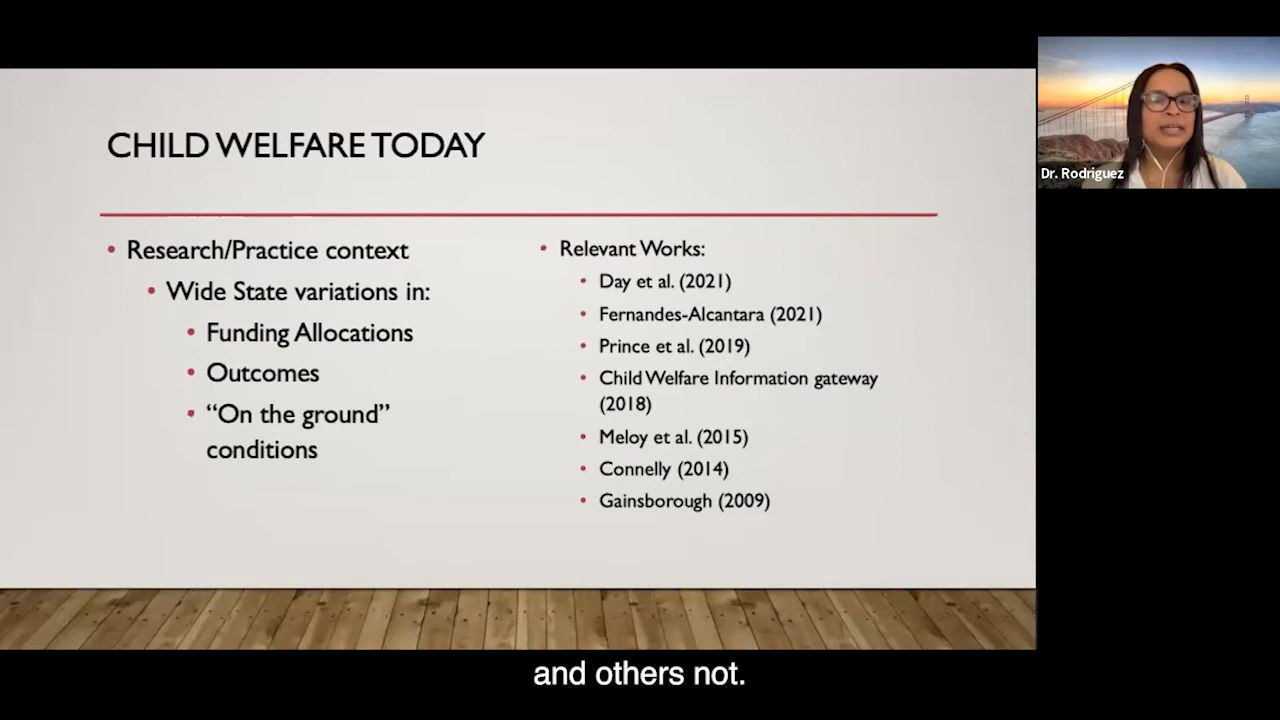 CHILD WELFARE TODAY
• Research/Practice context
• Wide State variations in:
• Funding Allocations
• Outcomes
• “On the ground”
conditions
• Relevant Works:
• Day et al. (2021)
• Fernandes-Alcantara (2021)
• Prince et al. (2019)
• Child Welfare Information gateway
(2018)
• Meloy et al. (2015)
• Connelly (2014)
• Gainsborough (2009)
Dr. Rodriguez
and others not.